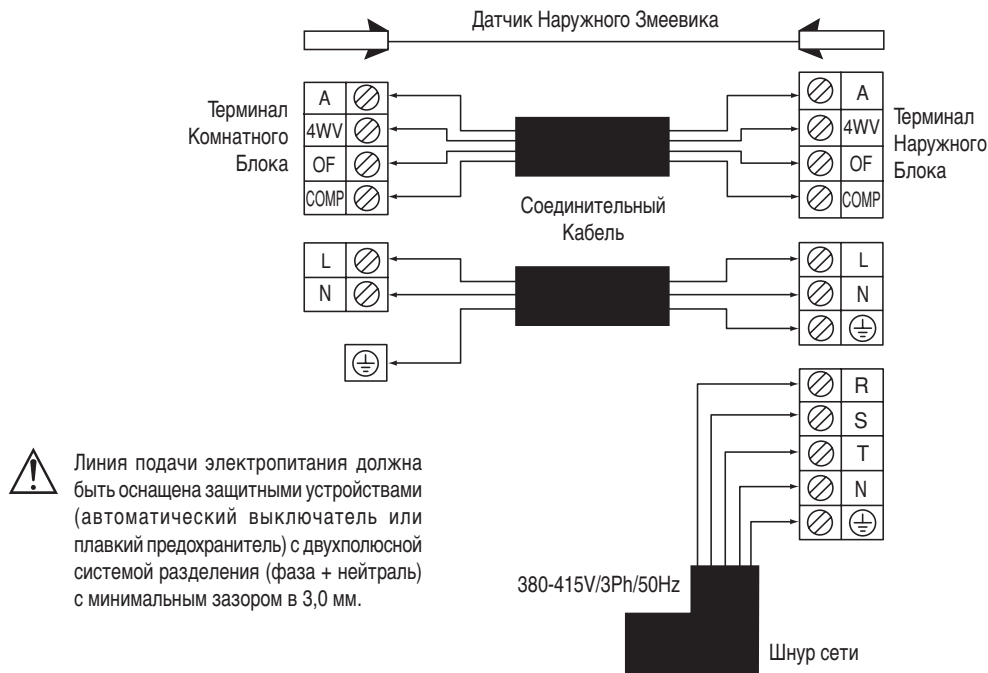 Датчик Наружного Змеевика
Терминал
Комнатного
Блока
A
4WV
OF
COMP
A
4WV
OF
COMP
Терминал
Наружного
Блока
Соединительный
Кабель
L
N
L
N
R
S
T
N
Линия подачи электропитания должна
быть оснащена защитными устройствами
(автоматический выключатель или
плавкий предохранитель) с двухполюсной
системой разделения (фаза + нейтраль)
с минимальным зазором в 3,0 мм.
380-415V/3Ph/50Hz
Шнур сети